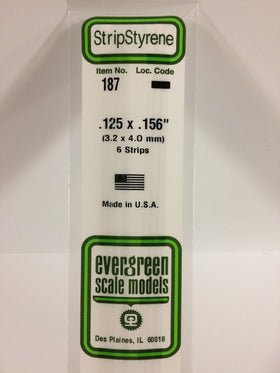 StripStyrene
Item No. Loc. Code
187
.125 x .156"
(3.2 x 4.0 mm)
6 Strips
Made in U.S.A.
evergreen
scale models
Des Plaines, IL 60018